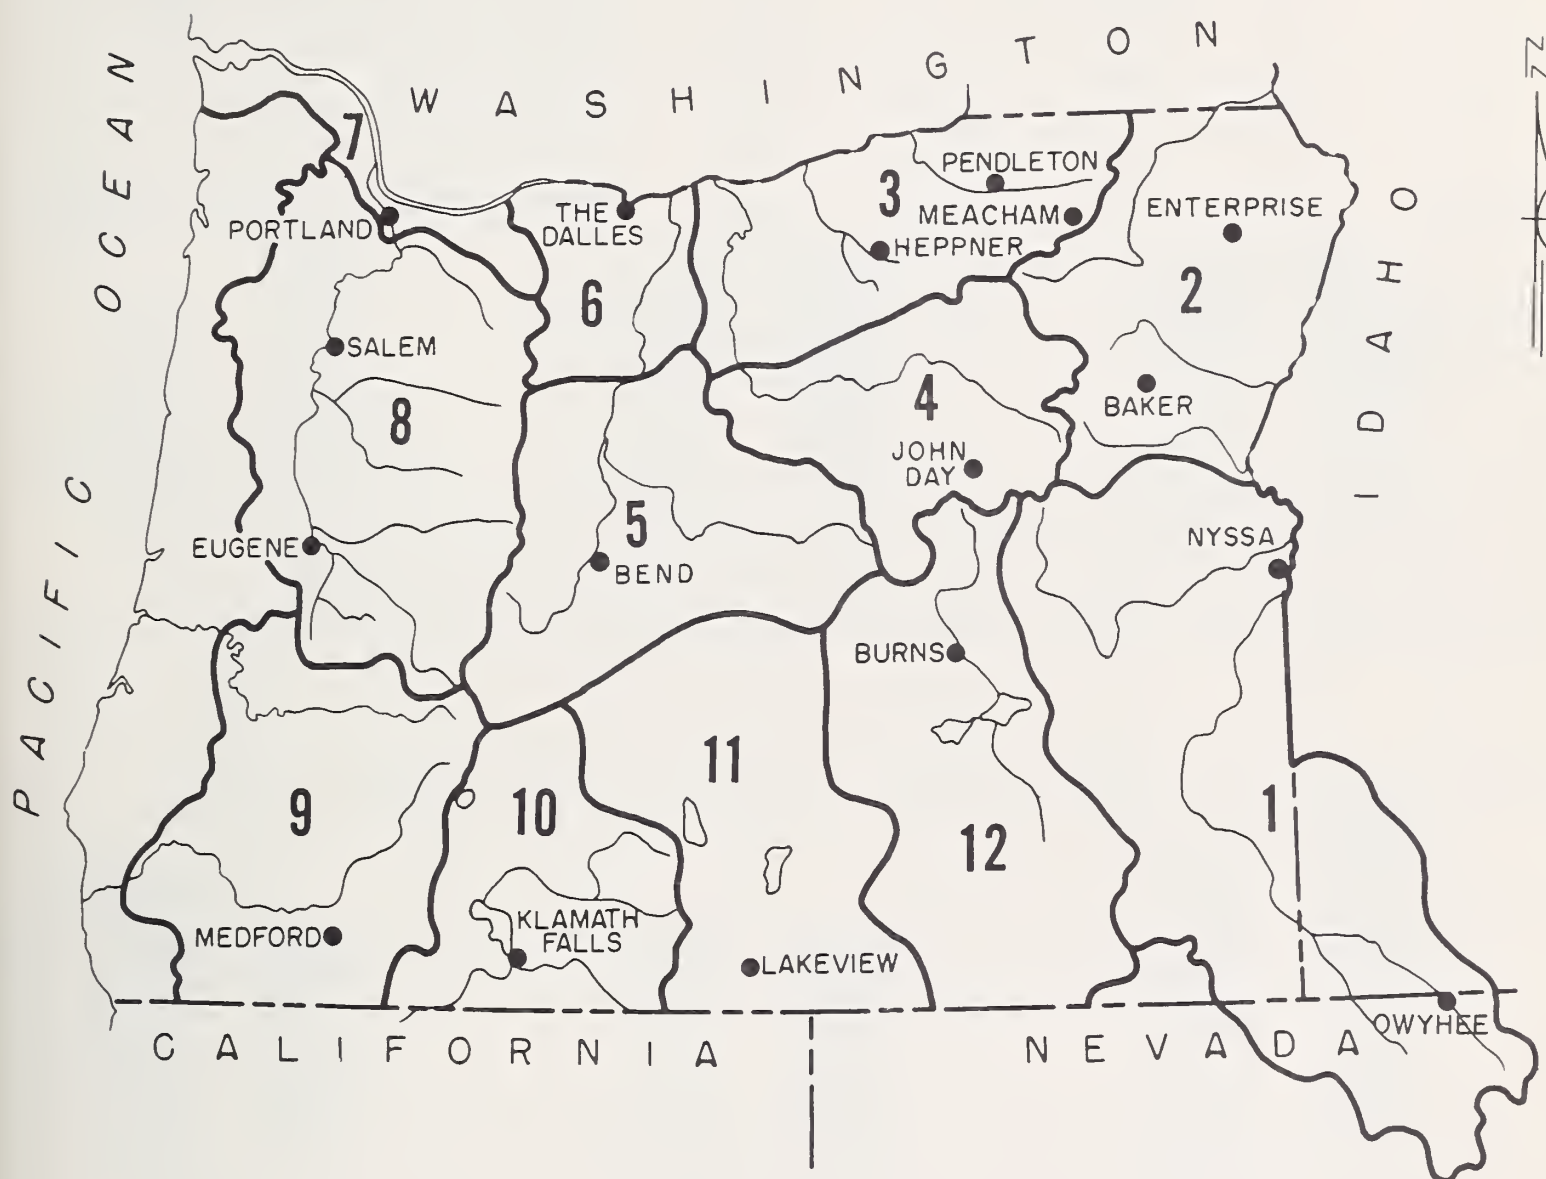 WASHINGTON
PACIFIC OCEAN
IDAHO
7
PENDLETON
3
MEACHAM
HEPPNER
ENTERPRISE
THE
DALLES
PORTLAND
6
2
SALEM
8
4
BAKER
JOHN
DAY
5
NYSSA
EUGENE
BEND
BURNS
11
9
10
12
1
KLAMATH
FALLS
MEDFORD
LAKEVIEW
OWYHEE
CALIFORNIA
NEVADA